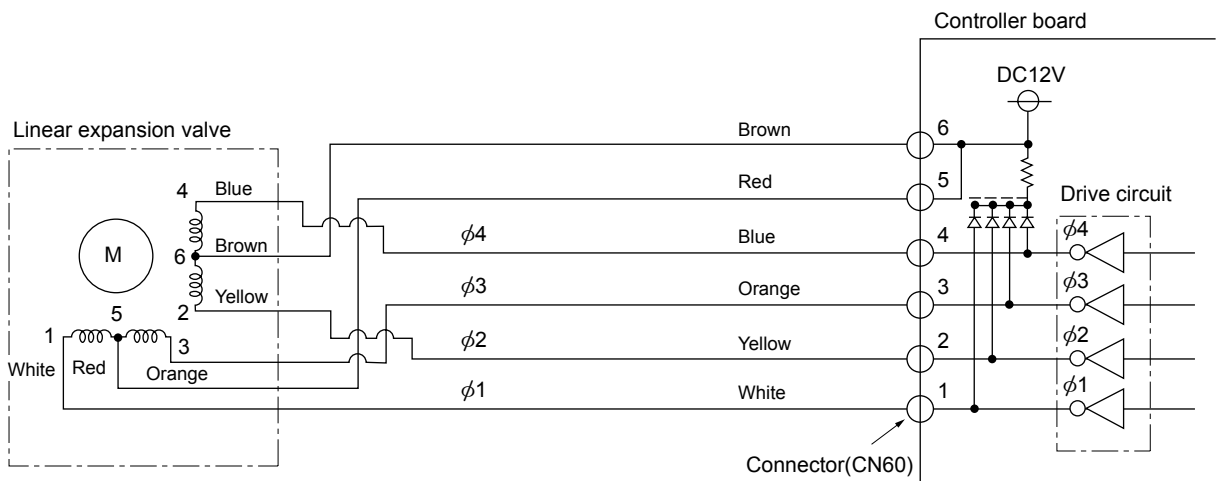 Controller board
DC12V
Linear expansion valve
Brown 6
4 Blue
Red 5
Drive circuit
M
6 Brown
ϕ4 Blue 4 ϕ4
2 Yellow
ϕ3 Orange 3 ϕ3
1 5 3
White Red Orange
ϕ2 Yellow 2 ϕ2
ϕ1 White 1 ϕ1
Connector(CN60)